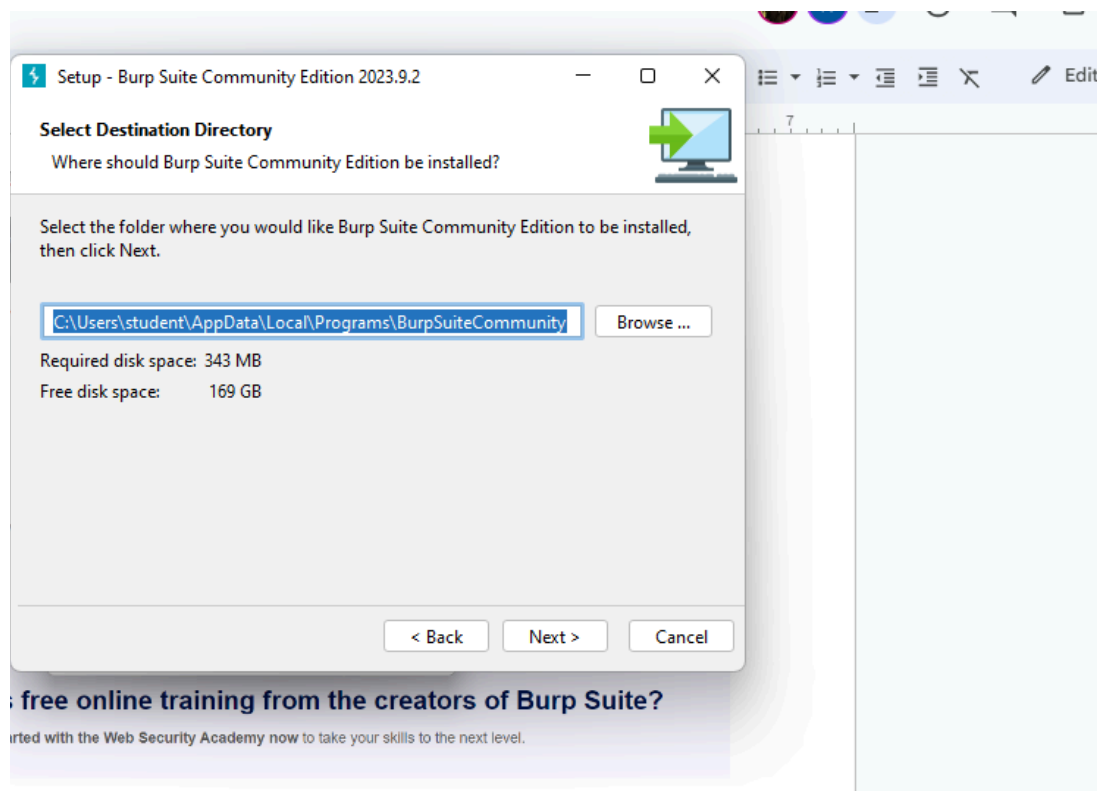 Setup - Burp Suite Community Edition 2023.9.2
Edit
7
Select Destination Directory
Where should Burp Suite Community Edition be installed?
Select the folder where you would like Burp Suite Community Edition to be installed,
then click Next.
C:\Users\student\AppData\Local\Programs\BurpSuiteCommunity
Browse ...
Required disk space: 343 MB
Free disk space: 169 GB
< Back
Next >
Cancel
free online training from the creators of Burp Suite?
with the Web Security Academy now to take your skills to the next level.